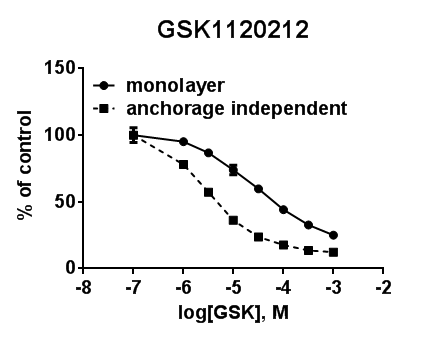 GSK1120212
150
monolayer
anchorage independent
100
% of control
50
0
-8 -7 -6 -5 -4 -3 -2
log[GSK], M